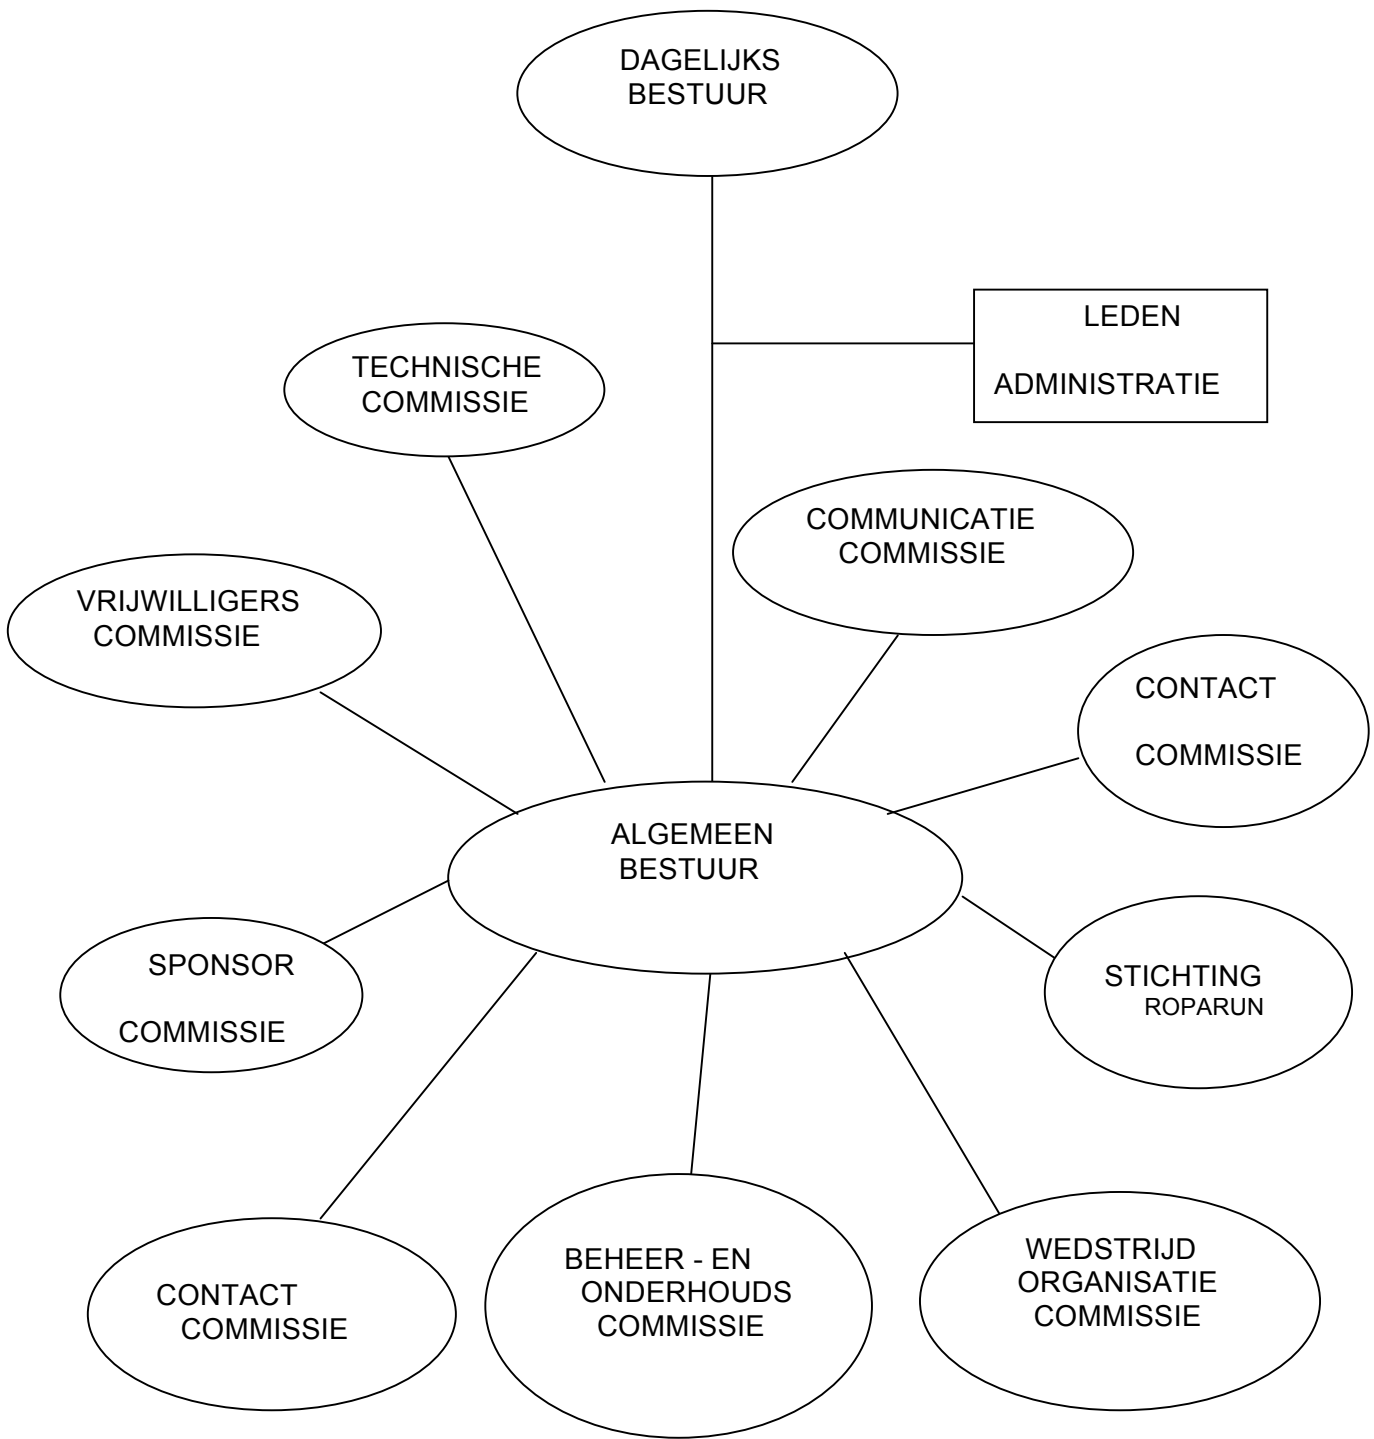 DAGELIJKS
BESTUUR
LEDEN
ADMINISTRATIE
TECHNISCHE
COMMISSIE
COMMUNICATIE
COMMISSIE
VRIJWILLIGERS
COMMISSIE
CONTACT
COMMISSIE
ALGEMEEN
BESTUUR
SPONSOR
COMMISSIE
STICHTING
ROPARUN
CONTACT
COMMISSIE
BEHEER - EN
ONDERHOUDS
COMMISSIE
WEDSTRIJD
ORGANISATIE
COMMISSIE